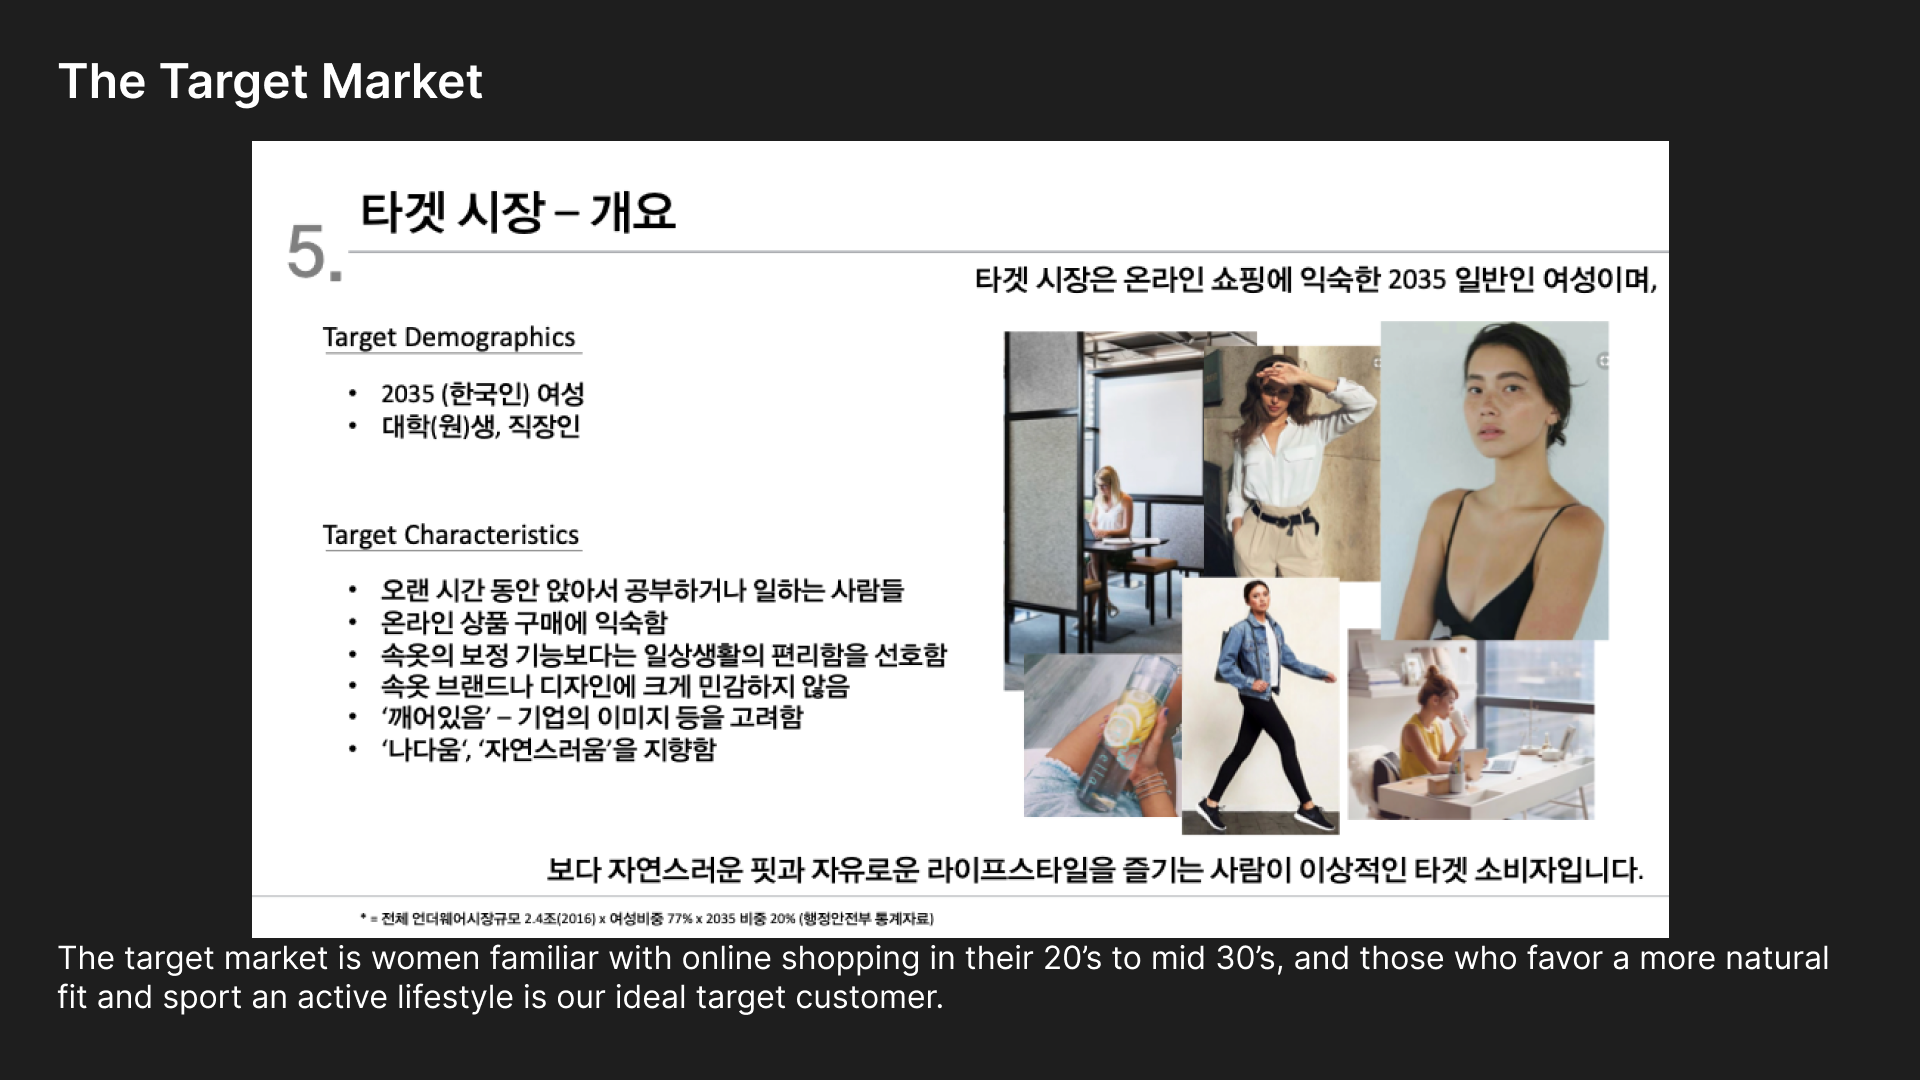 The Target Market
5.
타겟 시장 – 개요
타겟 시장은 온라인 쇼핑에 익숙한 2035 일반인 여성이며,
Target Demographics
• 2035 (한국인) 여성
• 대학(원)생, 직장인
Target Characteristics
• 오랜 시간 동안 앉아서 공부하거나 일하는 사람들
• 온라인 상품 구매에 익숙함
• 속옷의 보정 기능보다는 일상생활의 편리함을 선호함
• 속옷 브랜드나 디자인에 크게 민감하지 않음
• ‘깨어있음’ – 기업의 이미지 등을 고려함
• ‘나다움‘, ‘자연스러움’을 지향함
ella
보다 자연스러운 핏과 자유로운 라이프스타일을 즐기는 사람이 이상적인 타겟 소비자입니다.
* = 전체 언더웨어시장규모 2.4조(2016) x 여성비중 77% x 2035 비중 20% (행정안전부 통계자료)
The target market is women familiar with online shopping in their 20’s to mid 30’s, and those who favor a more natural
fit and sport an active lifestyle is our ideal target customer.